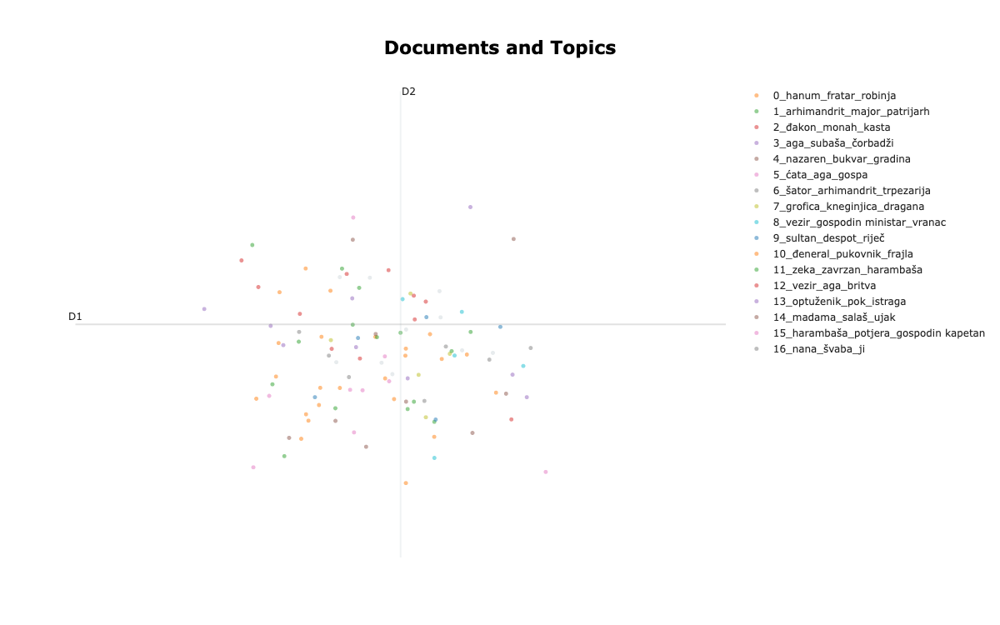 Documents and Topics
D2
D1
0_hanum_fratar_robinja
1_arhimandrit_major_patrijarh
2_đakon_monah_kasta
3_aga_subaša_čorbadži
4_nazaren_bukvar_gradina
5_ćata_aga_gospa
6_šator_arhimandrit_trpezarija
7_grofica_kneginjica_dragana
8_vezir_gospodin ministar_vranac
9_sultan_despot_riječ
10_đeneral_pukovnik_frajla
11_zeka_zavrzan_harambaša
12_vezir_aga_britva
13_optuženik_pok_istraga
14_madama_salaš_ujak
15_harambaša_potjera_gospodin kapetan
16_nana_švaba_ji